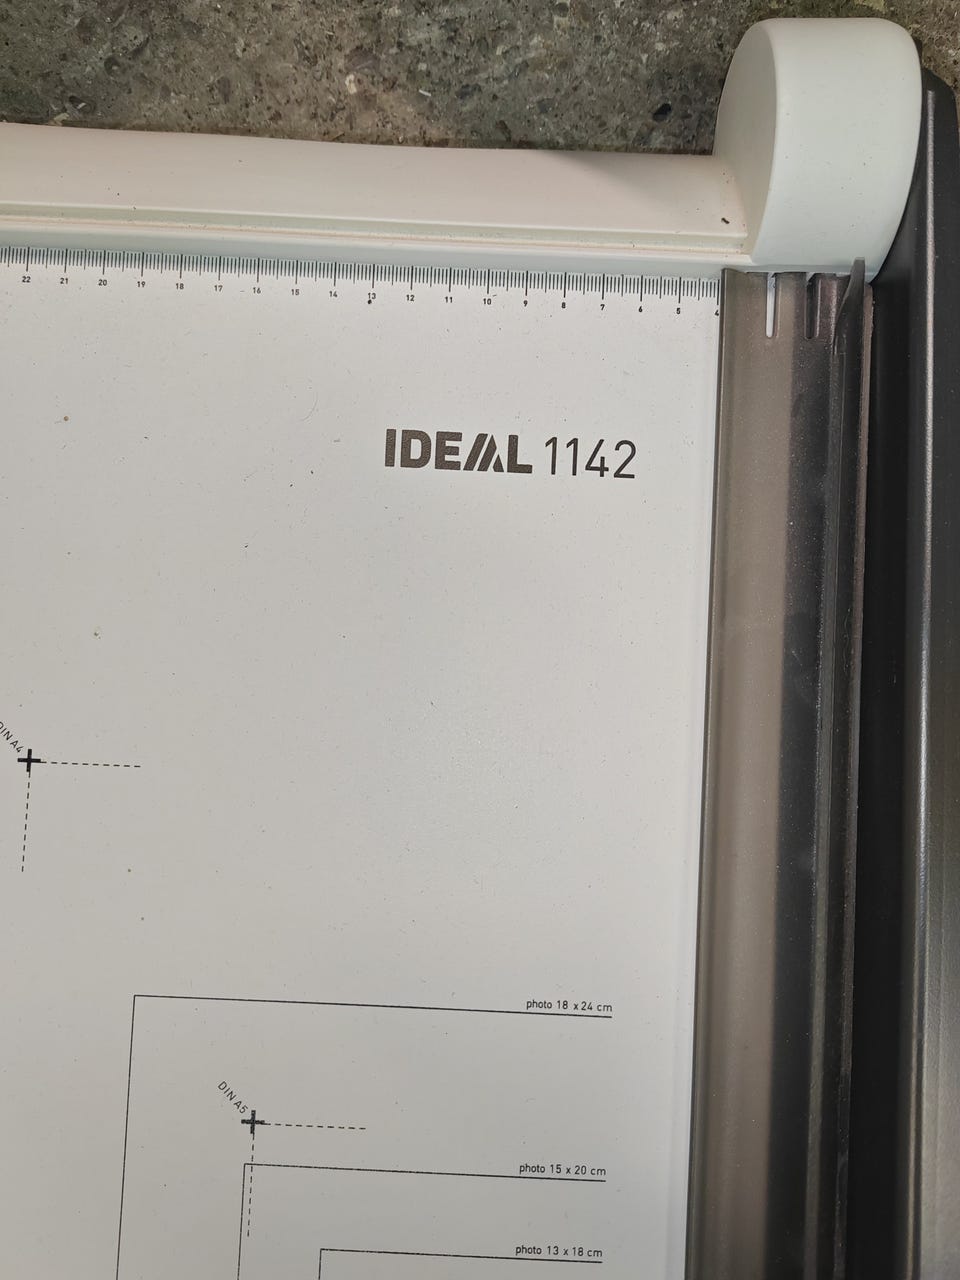 22 21 20 19 18 17 16 15 14 13 12 11 10 9 8 7 6 5 4
IDEAL 1142
DIN A4
photo 18 x 24 cm
DIN A5
photo 15 x 20 cm
photo 13 x 18 cm